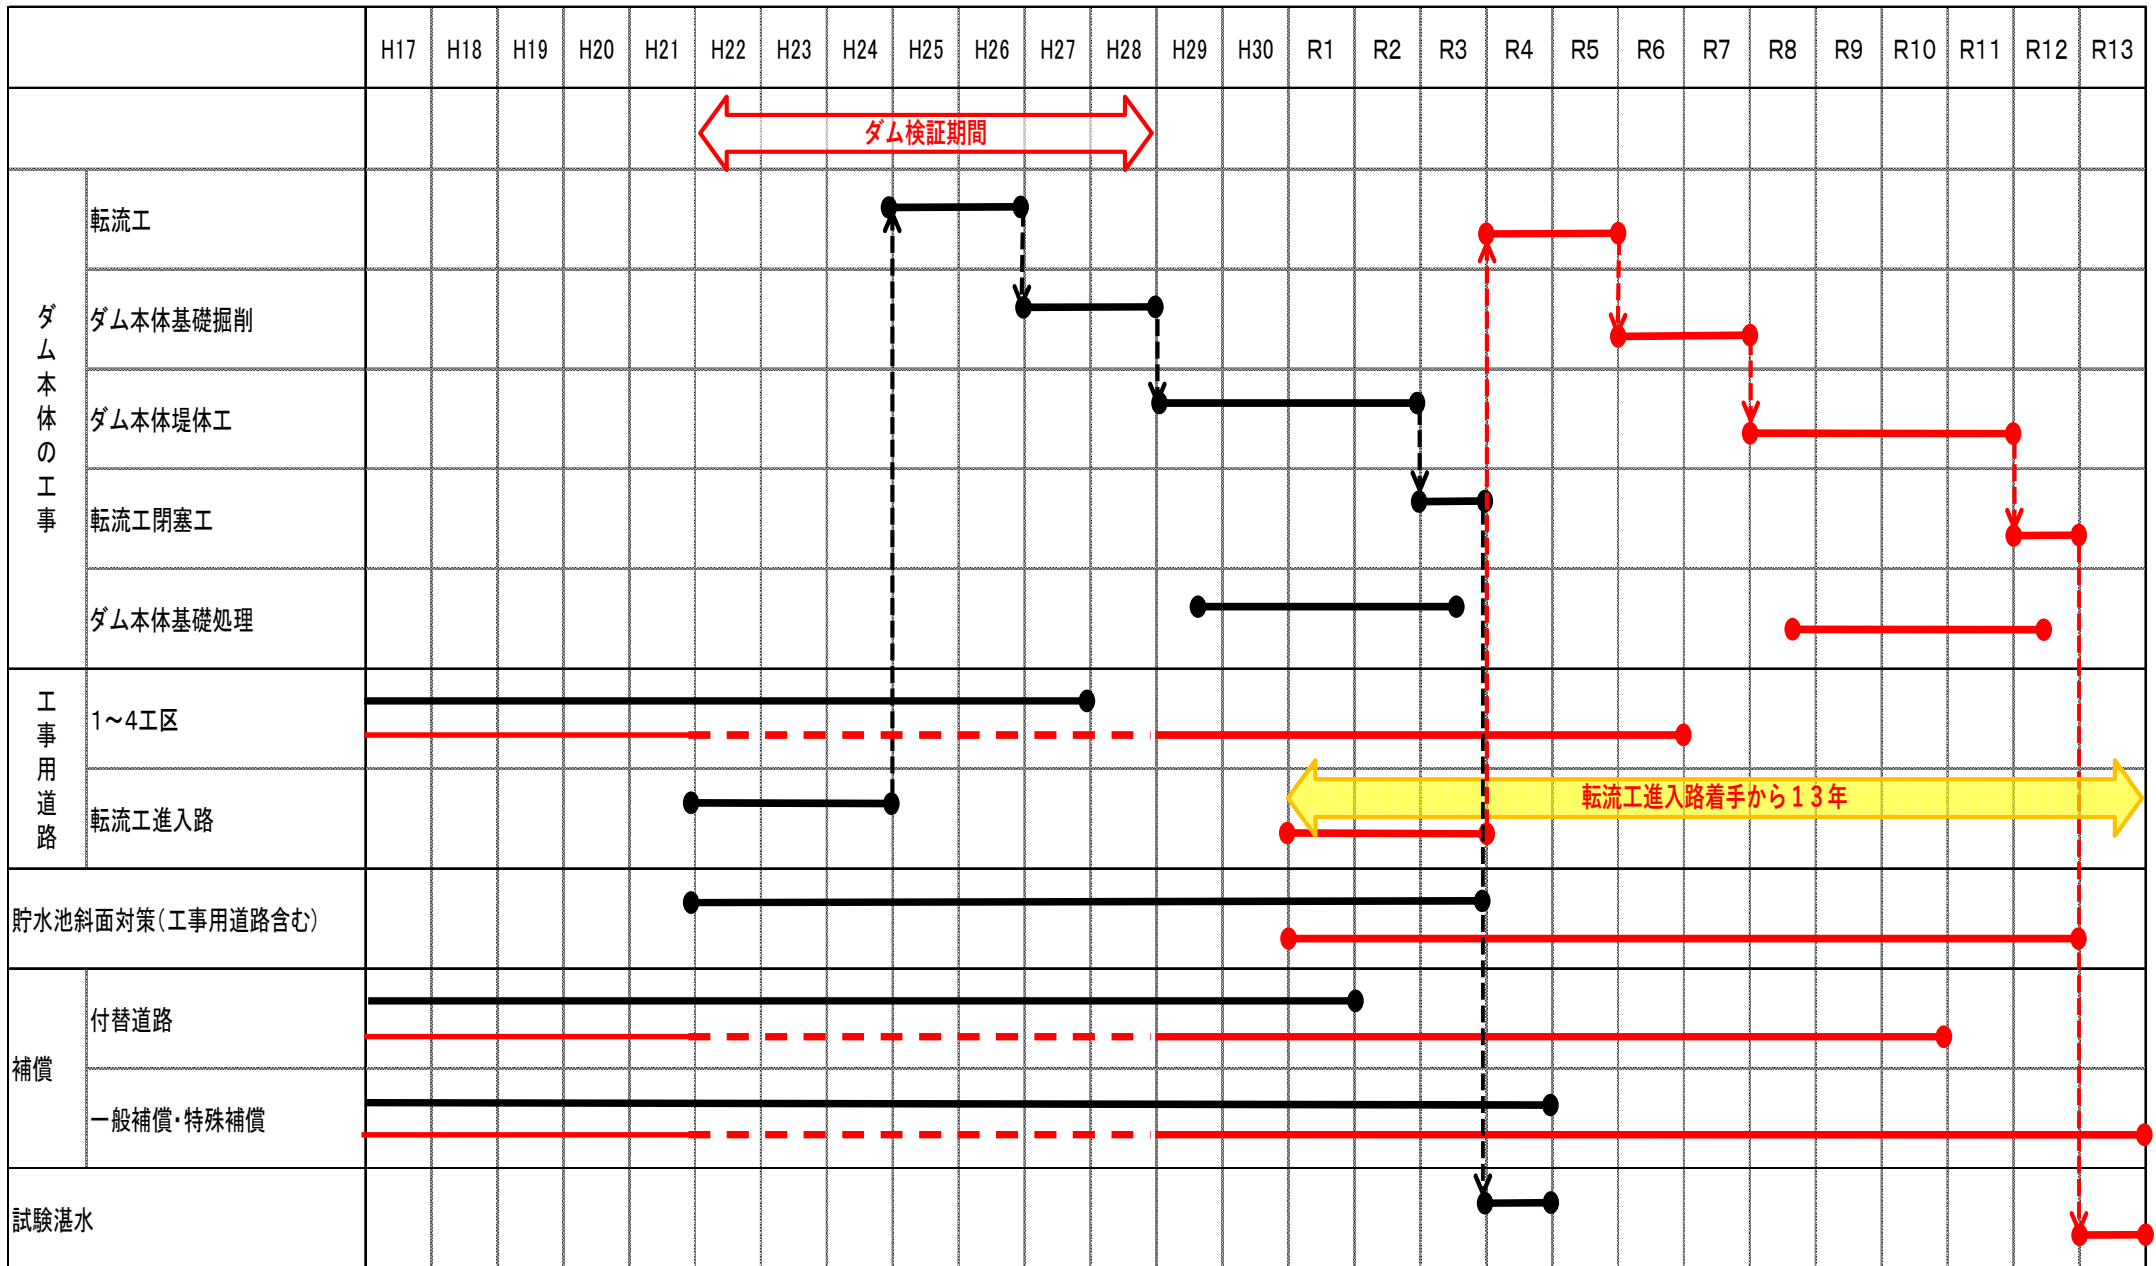 H17 H18 H19 H20 H21 H22 H23 H24 H25 H26 H27 H28 H29 H30 R1 R2 R3 R4 R5 R6 R7 R8 R9 R10 R11 R12 R13
ダム検証期間
ダム本体の工事
転流工
ダム本体基礎掘削
ダム本体堤体工
転流工閉塞工
ダム本体基礎処理
工事用道路
1～4工区
転流工進入路
転流工進入路着手から１３年
貯水池斜面対策(工事用道路含む)
補償
付替道路
一般補償・特殊補償
試験湛水